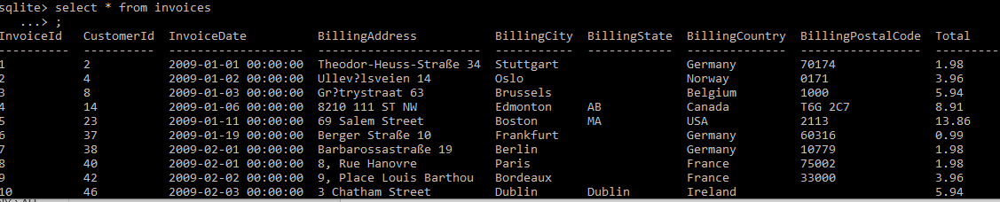 sqlite> select * from invoices
   ...> ;
InvoiceId   CustomerId  InvoiceDate          BillingAddress           BillingCity  BillingState  BillingCountry  BillingPostalCode  Total
----------  ----------  -------------------  -----------------------  -----------  ------------  --------------  -----------------  ---------
1           2           2009-01-01 00:00:00  Theodor-Heuss-Straße 34  Stuttgart                  Germany         70174              1.98
2           4           2009-02-01 00:00:00  Ullev?lsveien 14         Oslo                       Norway          0171               3.96
3           8           2009-01-03 00:00:00  Gr?trystraat 63          Brussels                   Belgium         1000               5.94
4           14          2009-01-06 00:00:00  8210 111 ST NW           Edmonton     AB            Canada          T6G 2C7            8.91
5           23          2009-01-11 00:00:00  69 Salem Street          Boston       MA            USA             2113               13.86
6           37          2009-01-19 00:00:00  Berger Straße 10         Frankfurt                  Germany         60316              0.99
7           38          2009-02-01 00:00:00  Barbarossastraße 19      Berlin                     Germany         10779              1.98
8           40          2009-02-01 00:00:00  8, Rue Hanovre           Paris                      France          75002              1.98
9           42          2009-02-02 00:00:00  9, Place Louis Barthou   Bordeaux                   France          33000              3.96
10          46          2009-02-03 00:00:00  3 Chatham Street         Dublin       Dublin        Ireland                            5.94